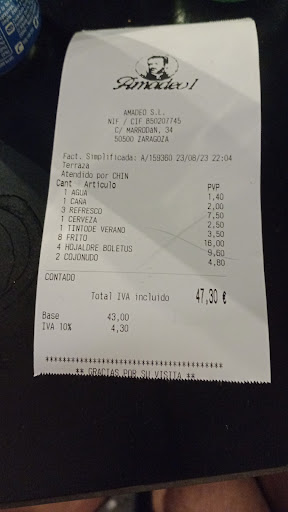 Amadeo I
AMADEO S.L.
NIF / CIF B50207745
C/ MARRODAN, 34
50500 ZARAGOZA
Fact. Simplificada: A/159360 23/08/23 22:04
Terraza
Atendido por CHIN
Cant Artículo PVP
1 AGUA 1,40
1 CAÑA 2,00
3 REFRESCO 7,50
1 CERVEZA 2,50
1 TINTODE VERANO 3,50
8 FRITO 16,00
4 HOJALDRE BOLETUS 9,60
2 COJONUDO 4,80
CONTADO
Total IVA incluido 47,30 €
Base 43,00
IVA 10% 4,30
** GRACIAS POR SU VISITA **